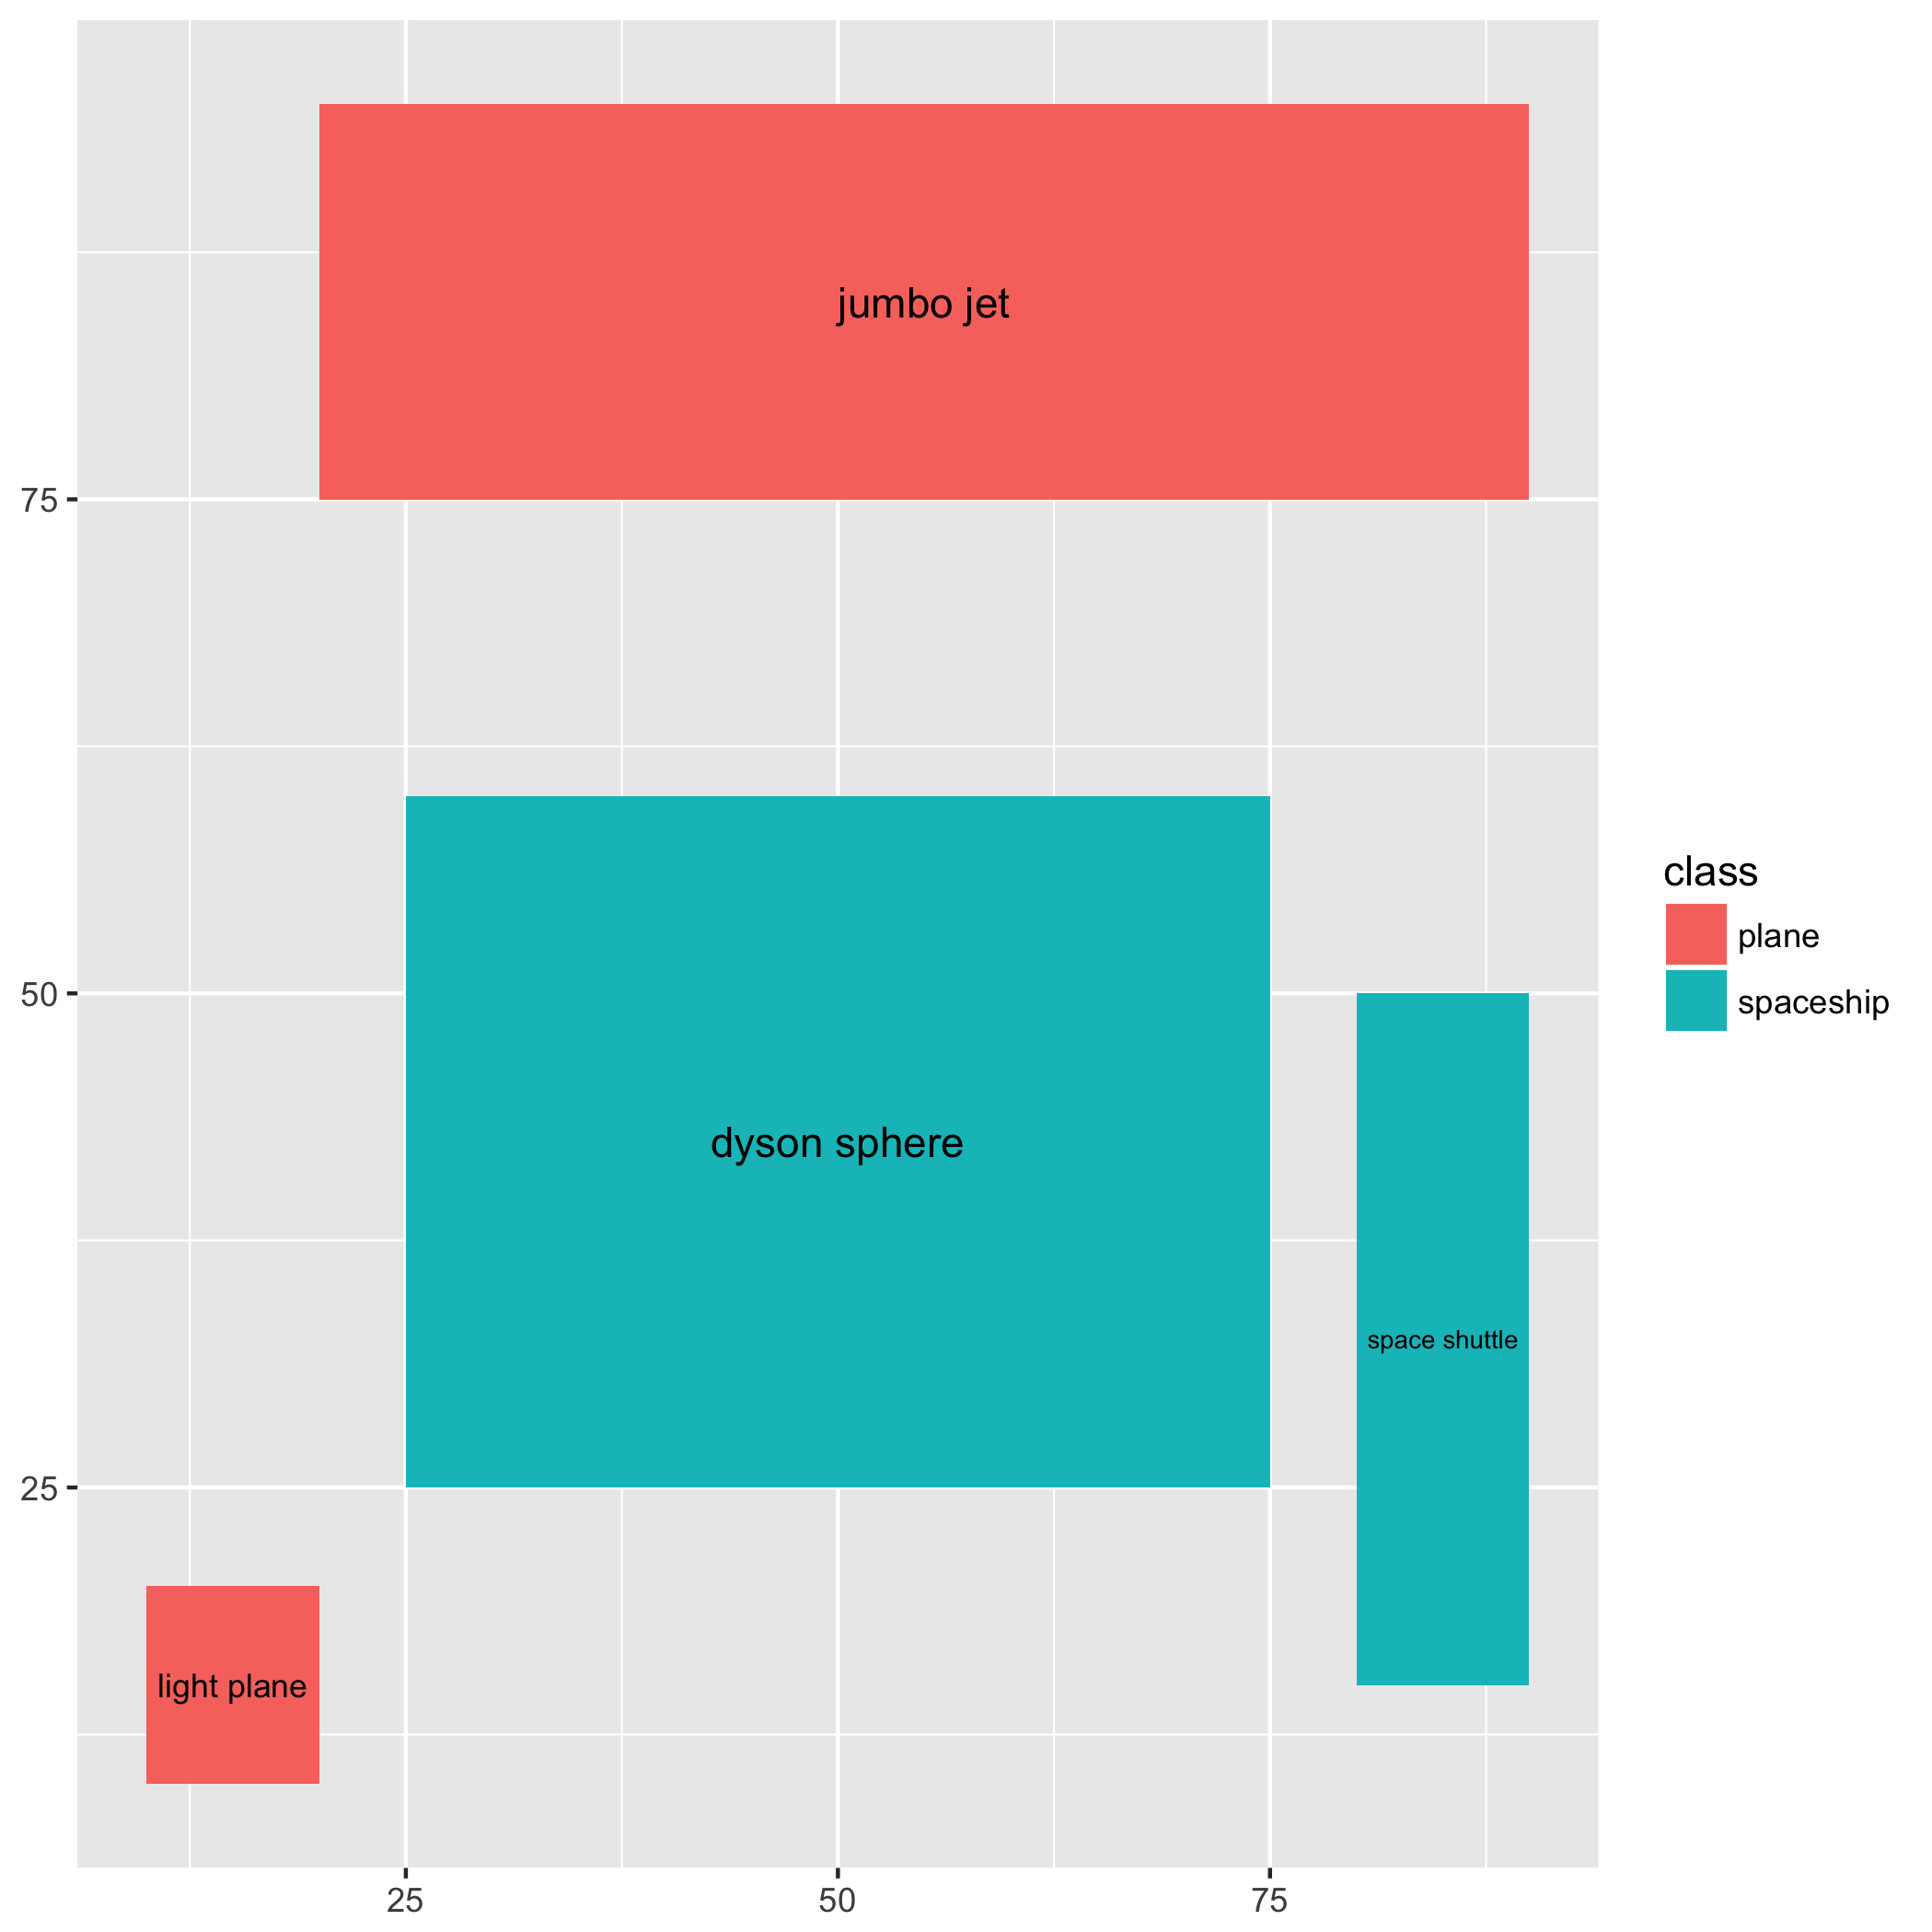 jumbo jet
75
dyson sphere
class
plane
spaceship
50
space shuttle
25
light plane
25
50
75